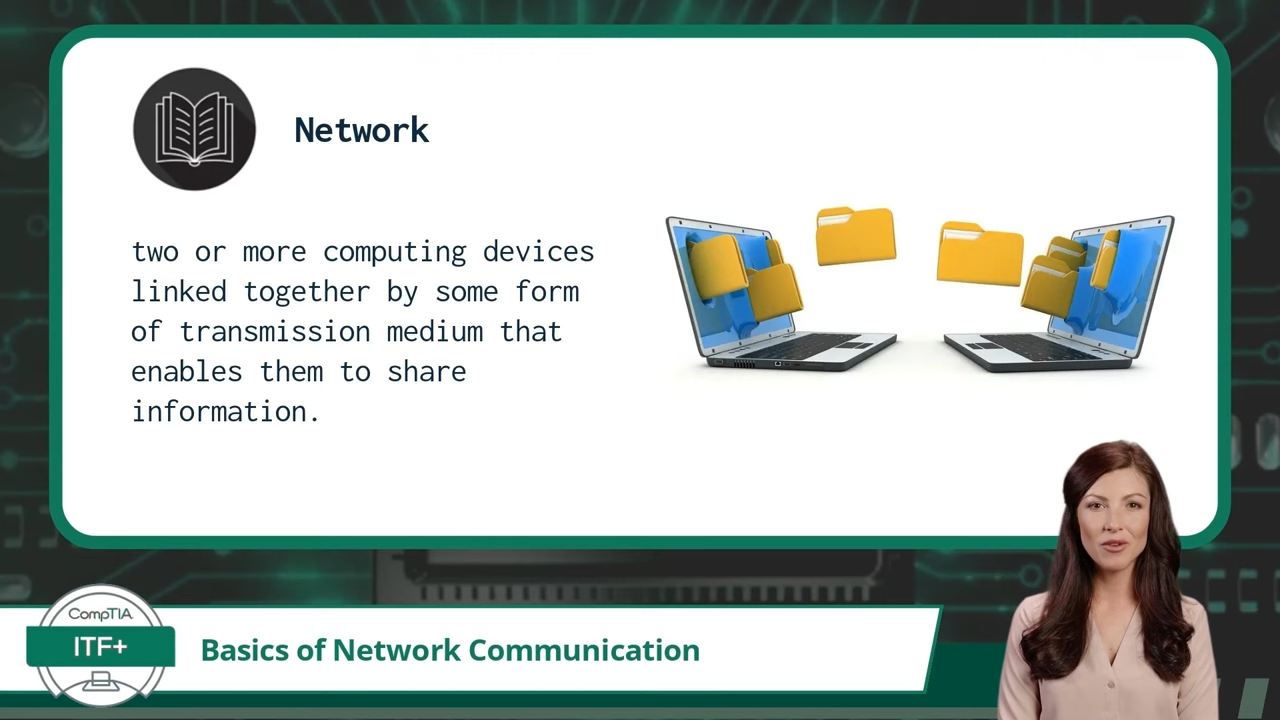 Network
two or more computing devices
linked together by some form
of transmission medium that
enables them to share
information.
CompTIA.
ITF+
Basics of Network Communication